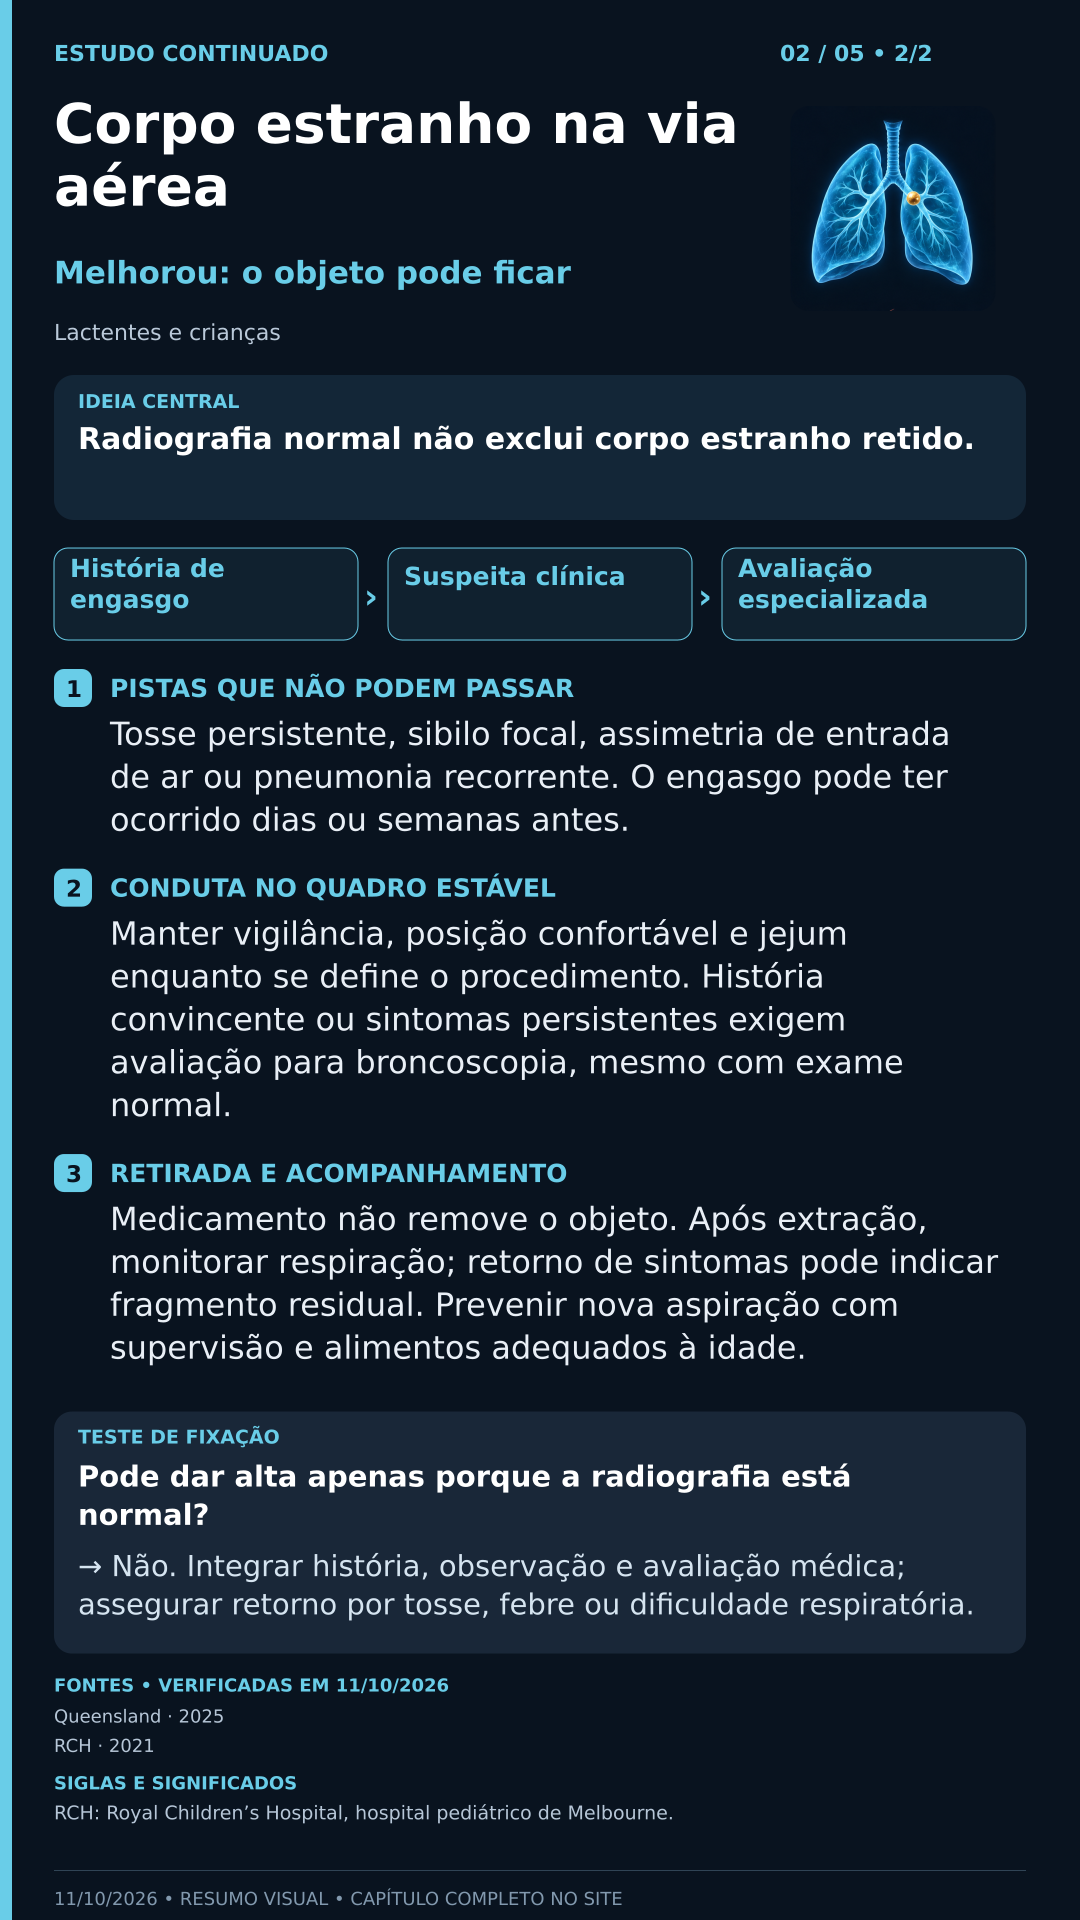 ESTUDO CONTINUADO
02 / 05 • 2/2
Corpo estranho na via
aérea
Melhorou: o objeto pode ficar
Lactentes e crianças
IDEIA CENTRAL
Radiografia normal não exclui corpo estranho retido.
História de
engasgo
›
Suspeita clínica
›
Avaliação
especializada
1 PISTAS QUE NÃO PODEM PASSAR
Tosse persistente, sibilo focal, assimetria de entrada
de ar ou pneumonia recorrente. O engasgo pode ter
ocorrido dias ou semanas antes.
2 CONDUTA NO QUADRO ESTÁVEL
Manter vigilância, posição confortável e jejum
enquanto se define o procedimento. História
convincente ou sintomas persistentes exigem
avaliação para broncoscopia, mesmo com exame
normal.
3 RETIRADA E ACOMPANHAMENTO
Medicamento não remove o objeto. Após extração,
monitorar respiração; retorno de sintomas pode indicar
fragmento residual. Prevenir nova aspiração com
supervisão e alimentos adequados à idade.
TESTE DE FIXAÇÃO
Pode dar alta apenas porque a radiografia está
normal?
→ Não. Integrar história, observação e avaliação médica;
assegurar retorno por tosse, febre ou dificuldade respiratória.
FONTES • VERIFICADAS EM 11/10/2026
Queensland · 2025
RCH · 2021
SIGLAS E SIGNIFICADOS
RCH: Royal Children’s Hospital, hospital pediátrico de Melbourne.
11/10/2026 • RESUMO VISUAL • CAPÍTULO COMPLETO NO SITE